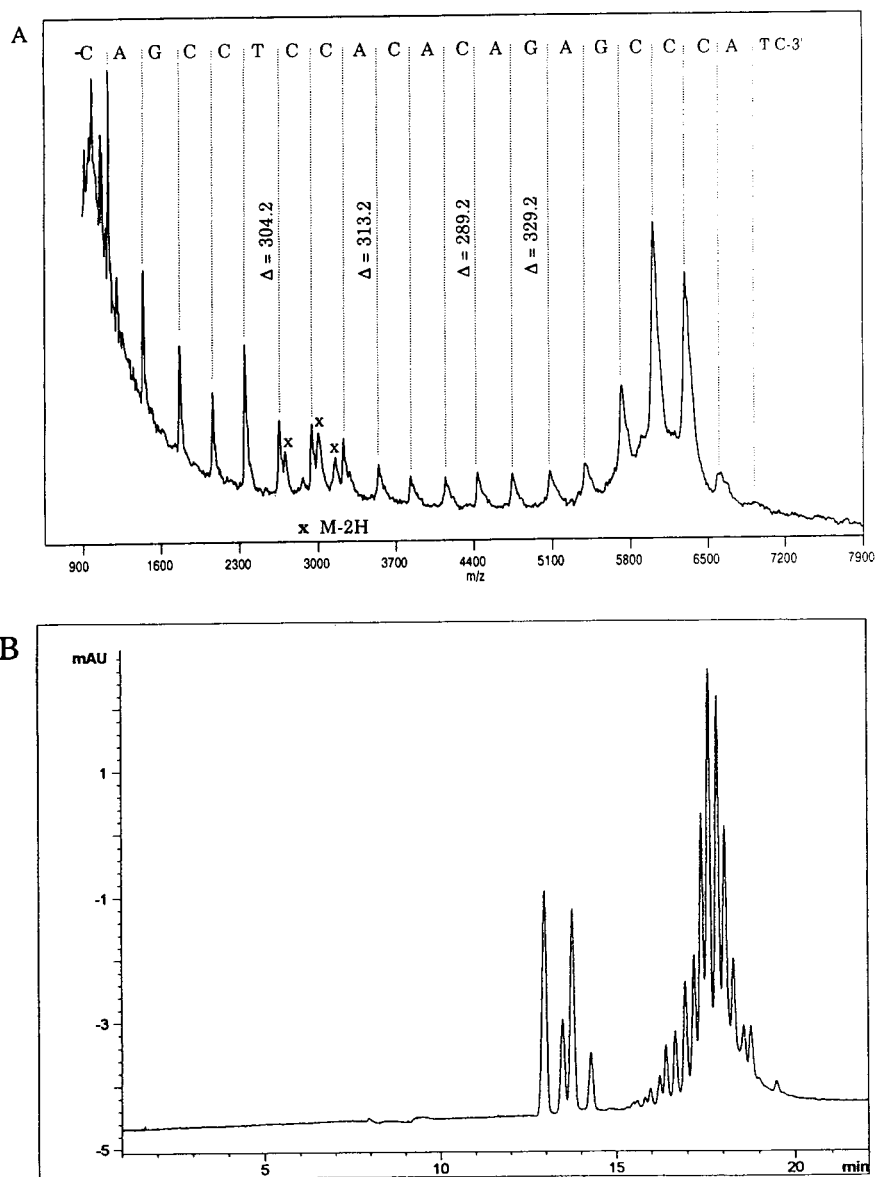 A
-C A G C C T C C A C A C A G A G C C C A T C-3'
Δ = 304.2
Δ = 313.2
Δ = 289.2
Δ = 329.2
x
x
x
x M-2H
900 1600 2300 3000 3700 4400 5100 5800 6500 7200 7900
m/z
B
mAU
1
-1
-3
-5
5 10 15 20 min